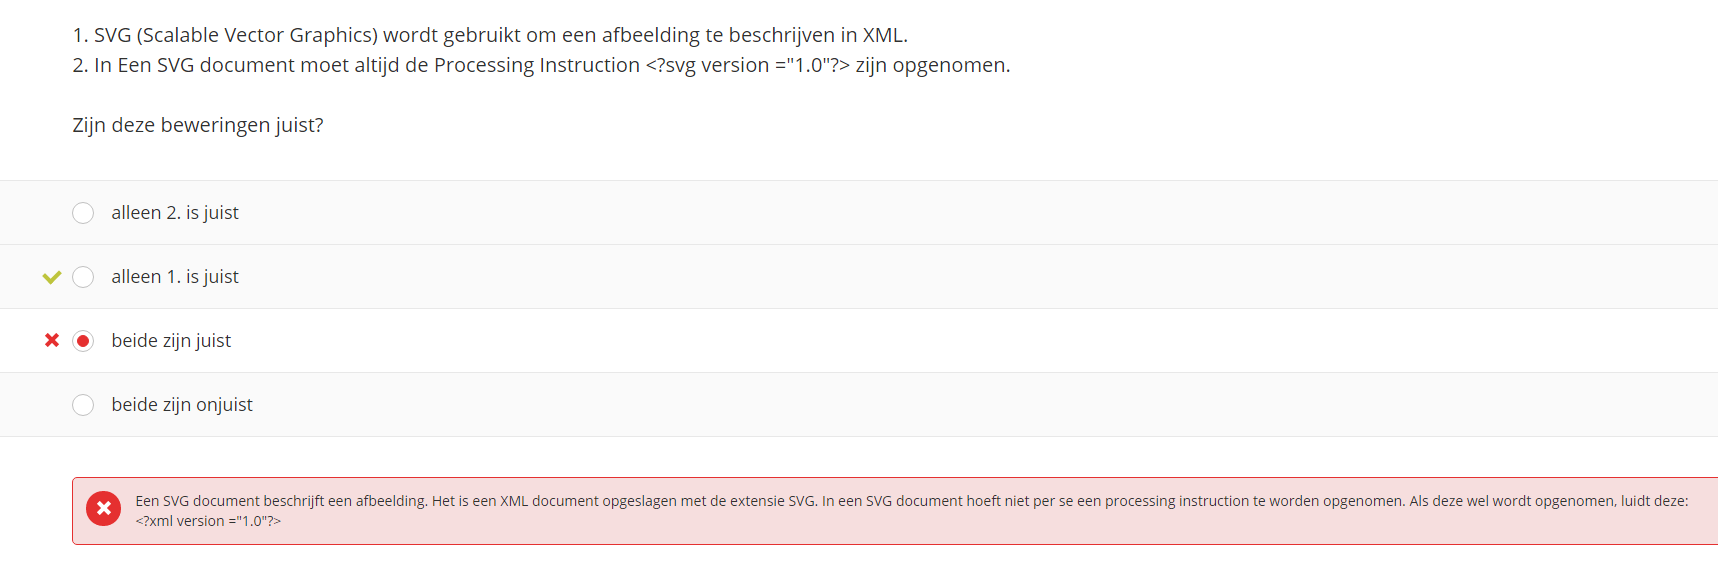 1. SVG (Scalable Vector Graphics) wordt gebruikt om een afbeelding te beschrijven in XML.
2. In Een SVG document moet altijd de Processing Instruction <?svg version ="1.0"?> zijn opgenomen.
Zijn deze beweringen juist?
alleen 2. is juist
alleen 1. is juist
beide zijn juist
beide zijn onjuist
Een SVG document beschrijft een afbeelding. Het is een XML document opgeslagen met de extensie SVG. In een SVG document hoeft niet per se een processing instruction te worden opgenomen. Als deze wel wordt opgenomen, luidt deze:
<?xml version ="1.0"?>